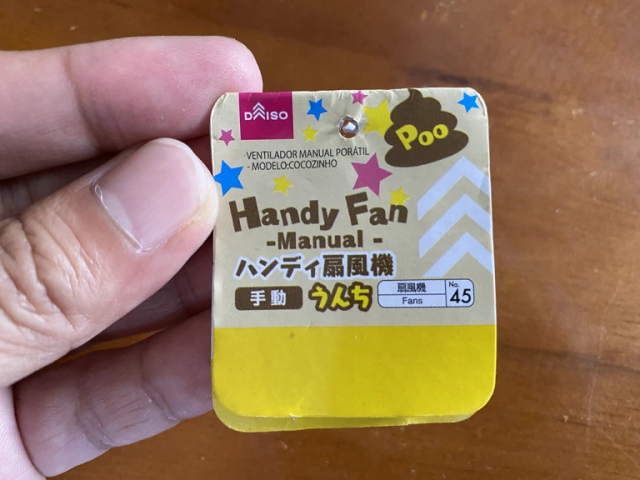 DAISO
Poo
VENTILADOR MANUAL PORÁTIL
- MODELO:COCOZINHO
Handy Fan
-Manual -
ハンディ扇風機
手動 うんち
扇風機
Fans
No.
45